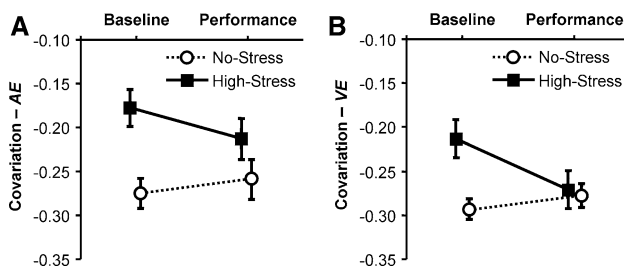 A
Baseline Performance
-0.10
-0.15
-0.20
-0.25
-0.30
-0.35
Covariation – AE
No-Stress
High-Stress
B
Baseline Performance
-0.10
-0.15
-0.20
-0.25
-0.30
-0.35
Covariation – VE
No-Stress
High-Stress